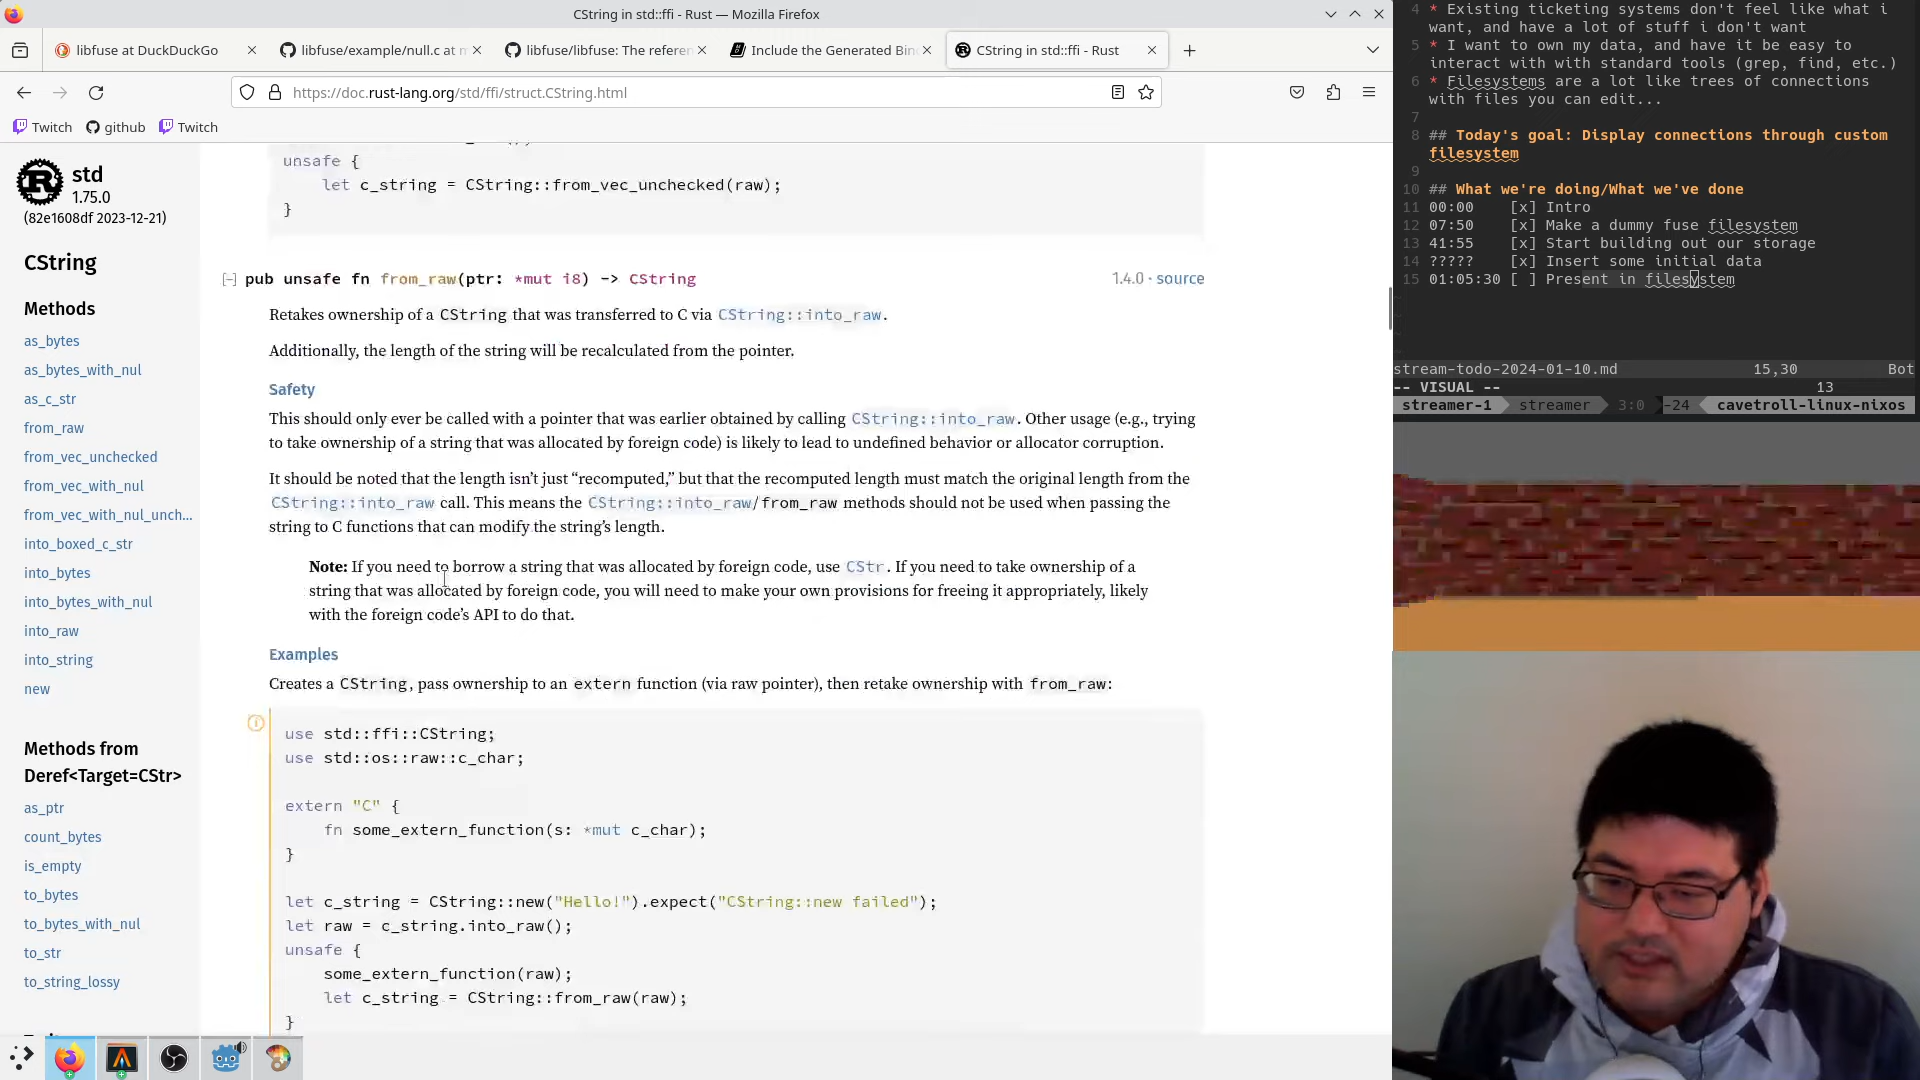 CString in std::ffi - Rust — Mozilla Firefox
libfuse at DuckDuckGo
libfuse/example/null.c at m
libfuse/libfuse: The referen
Include the Generated Bin
CString in std::ffi - Rust
https://doc.rust-lang.org/std/ffi/struct.CString.html
Twitch
github
Twitch
std
1.75.0
(82e1608df 2023-12-21)
CString
Methods
as_bytes
as_bytes_with_nul
as_c_str
from_raw
from_vec_unchecked
from_vec_with_nul
from_vec_with_nul_unch...
into_boxed_c_str
into_bytes
into_bytes_with_nul
into_raw
into_string
new
Methods from
Deref<Target=CStr>
as_ptr
count_bytes
is_empty
to_bytes
to_bytes_with_nul
to_str
to_string_lossy
unsafe {
let c_string = CString::from_vec_unchecked(raw);
}
[-] pub unsafe fn from_raw(ptr: *mut i8) -> CString
1.4.0 · source
Retakes ownership of a CString that was transferred to C via CString::into_raw.
Additionally, the length of the string will be recalculated from the pointer.
Safety
This should only ever be called with a pointer that was earlier obtained by calling CString::into_raw. Other usage (e.g., trying
to take ownership of a string that was allocated by foreign code) is likely to lead to undefined behavior or allocator corruption.
It should be noted that the length isn’t just “recomputed,” but that the recomputed length must match the original length from the
CString::into_raw call. This means the CString::into_raw/from_raw methods should not be used when passing the
string to C functions that can modify the string’s length.
Note: If you need to borrow a string that was allocated by foreign code, use CStr. If you need to take ownership of a
string that was allocated by foreign code, you will need to make your own provisions for freeing it appropriately, likely
with the foreign code’s API to do that.
Examples
Creates a CString, pass ownership to an extern function (via raw pointer), then retake ownership with from_raw:
use std::ffi::CString;
use std::os::raw::c_char;
extern "C" {
fn some_extern_function(s: *mut c_char);
}
let c_string = CString::new("Hello!").expect("CString::new failed");
let raw = c_string.into_raw();
unsafe {
some_extern_function(raw);
let c_string = CString::from_raw(raw);
}
4 * Existing ticketing systems don't feel like what i
want, and have a lot of stuff i don't want
5 * I want to own my data, and have it be easy to
interact with with standard tools (grep, find, etc.)
6 * Filesystems are a lot like trees of connections
with files you can edit...
7
8 ## Today's goal: Display connections through custom
filesystem
9
10 ## What we're doing/What we've done
11 00:00 [x] Intro
12 07:50 [x] Make a dummy fuse filesystem
13 41:55 [x] Start building out our storage
14 ????? [x] Insert some initial data
15 01:05:30 [ ] Present in filesystem
stream-todo-2024-01-10.md 15,30 Bot
-- VISUAL -- 13
streamer-1 streamer 3:0 -24 cavetroll-linux-nixos